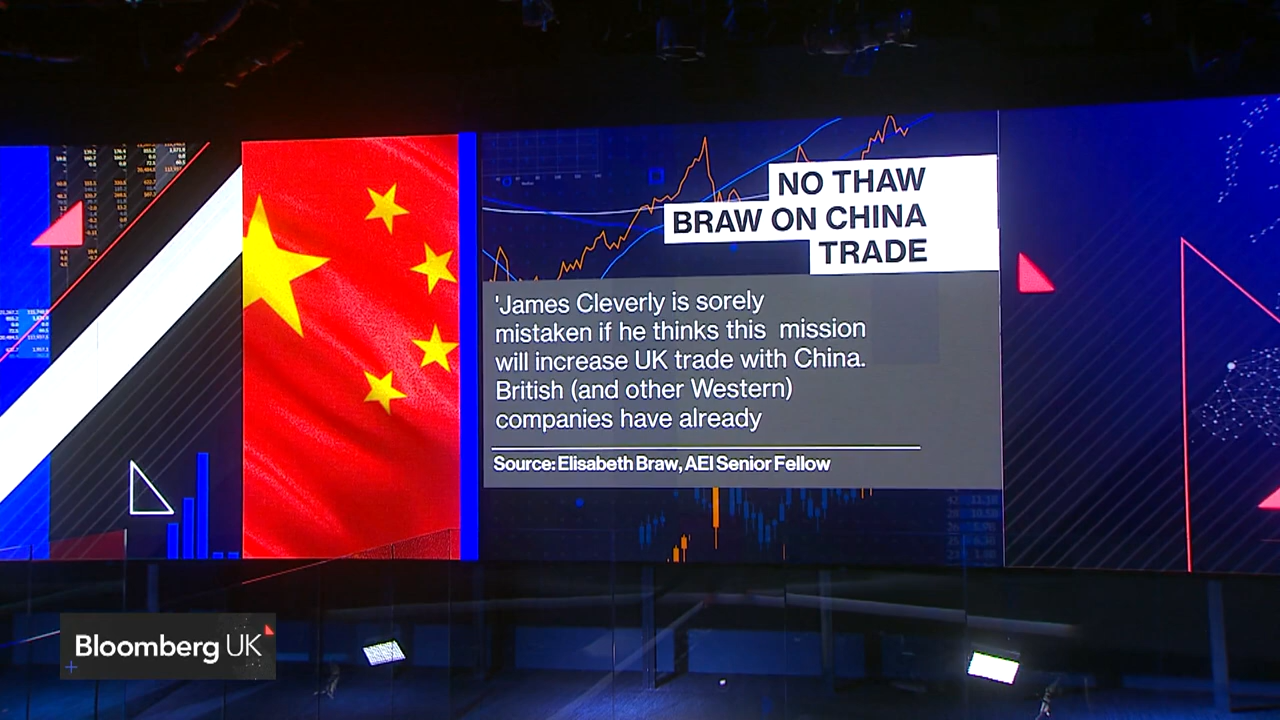 NO THAW
BRAW ON CHINA
TRADE
'James Cleverly is sorely
mistaken if he thinks this mission
will increase UK trade with China.
British (and other Western)
companies have already
Source: Elisabeth Braw, AEI Senior Fellow
Bloomberg UK